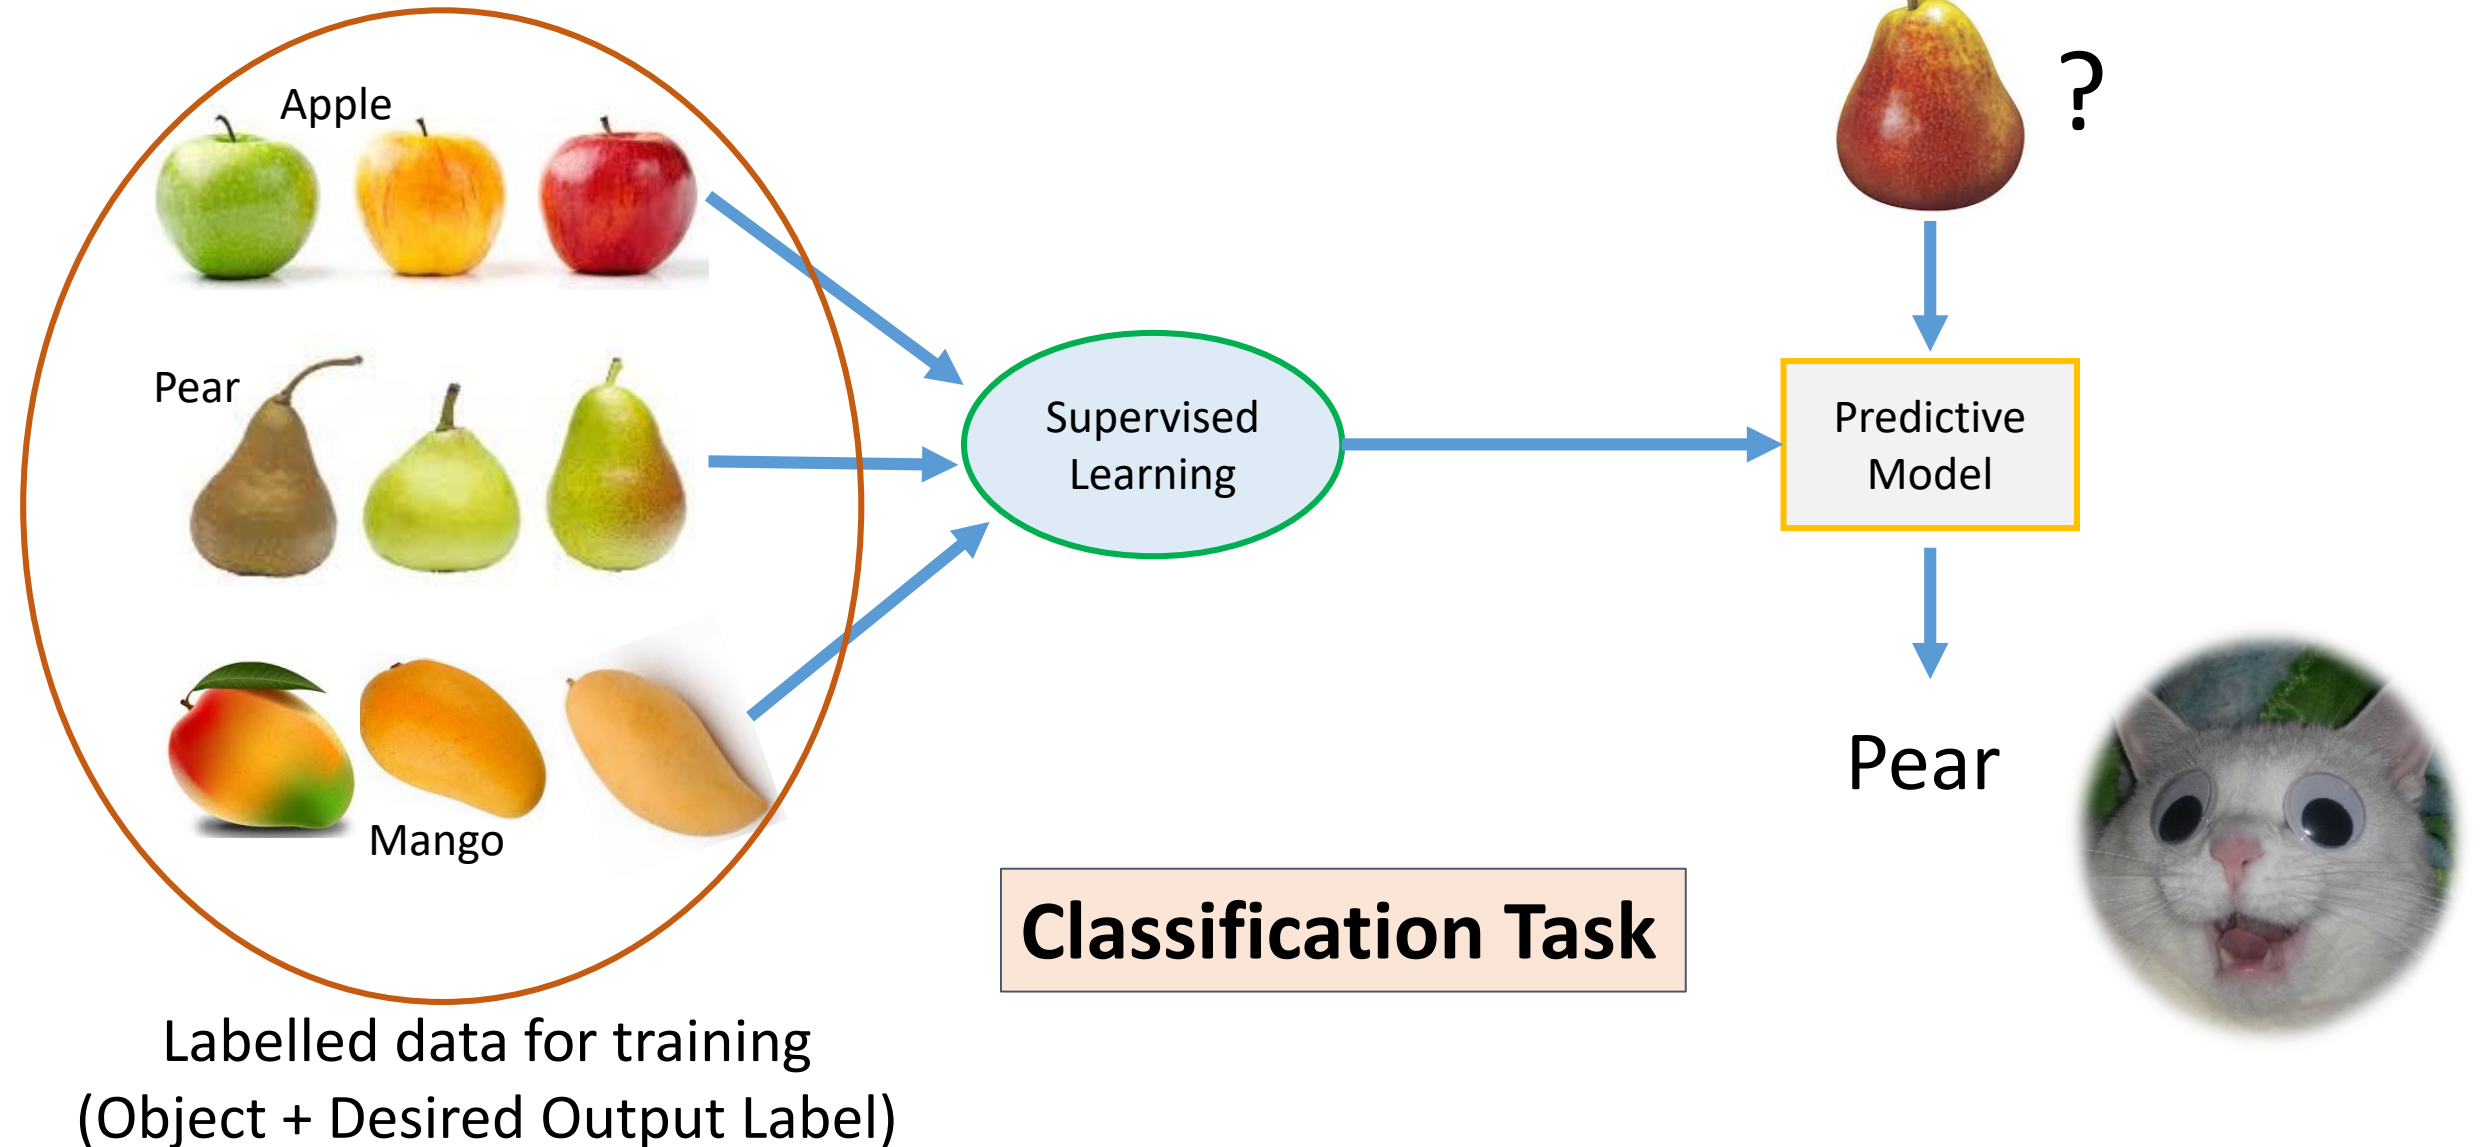 Apple
Pear
Mango
Labelled data for training
(Object + Desired Output Label)
Supervised
Learning
?
Predictive
Model
Pear
Classification Task